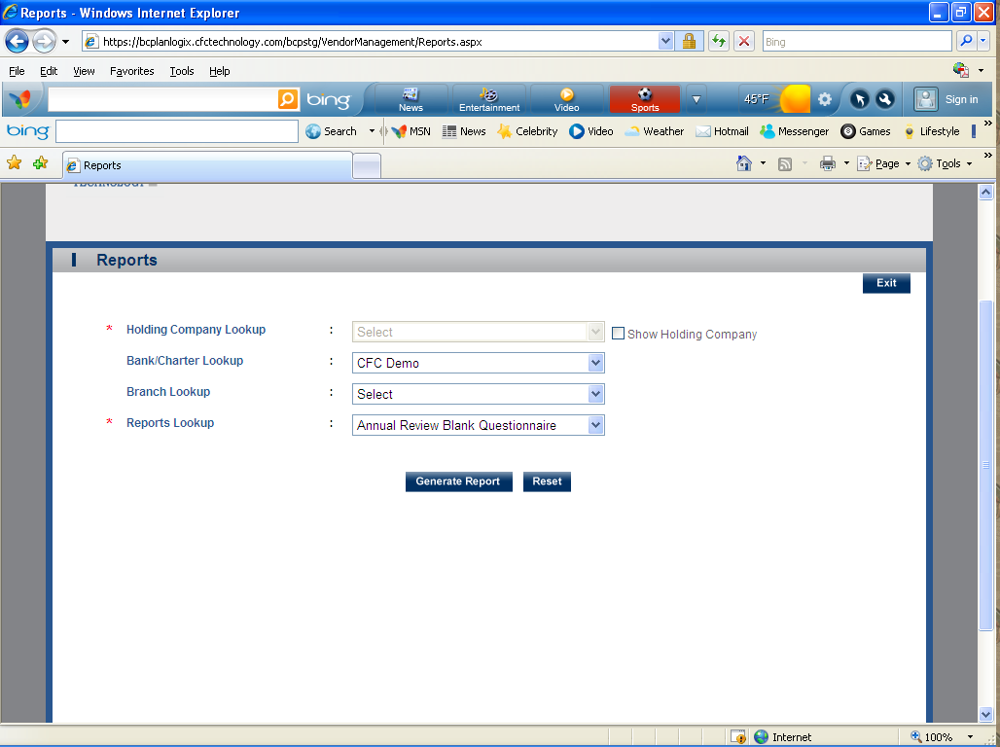 Reports - Windows Internet Explorer
https://bcplanlogix.cfctechnology.com/bcpstg/VendorManagement/Reports.aspx
Bing
File Edit View Favorites Tools Help
bing News Entertainment Video Sports 45°F Sign in
bing Search MSN News Celebrity Video Weather Hotmail Messenger Games Lifestyle
Reports Page Tools
Reports
Exit
* Holding Company Lookup : Select Show Holding Company
Bank/Charter Lookup : CFC Demo
Branch Lookup : Select
* Reports Lookup : Annual Review Blank Questionnaire
Generate Report Reset
Internet 100%